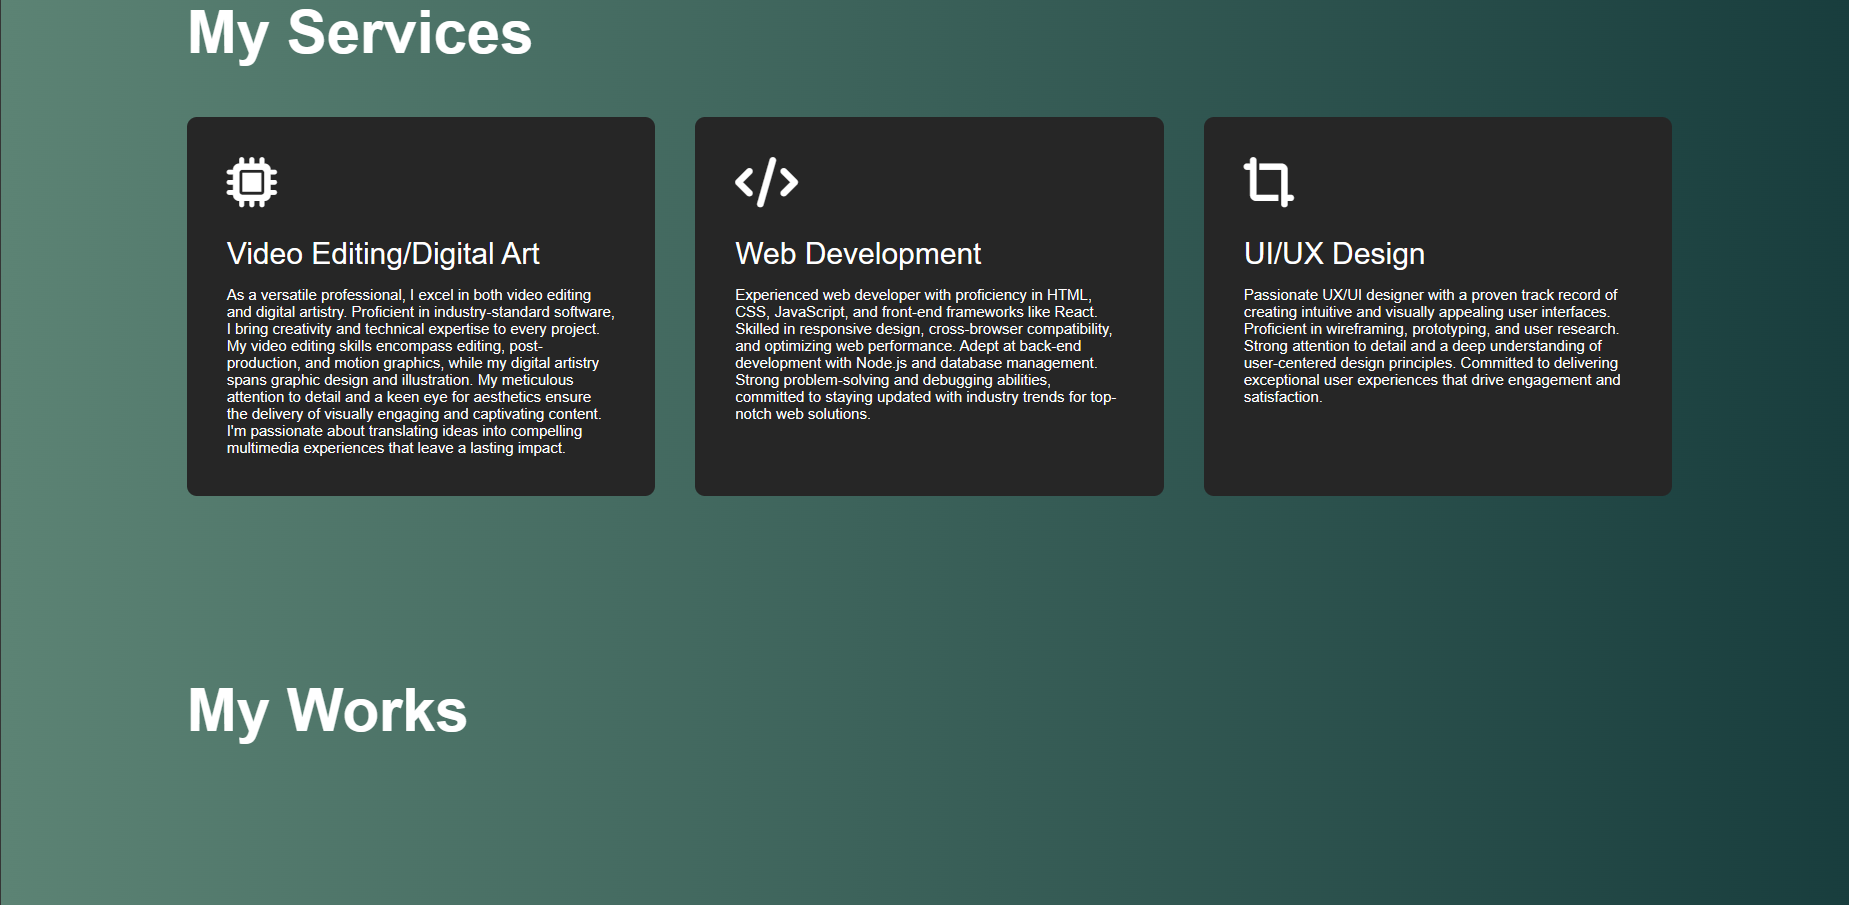 My Services
Video Editing/Digital Art
As a versatile professional, I excel in both video editing
and digital artistry. Proficient in industry-standard software,
I bring creativity and technical expertise to every project.
My video editing skills encompass editing, post-
production, and motion graphics, while my digital artistry
spans graphic design and illustration. My meticulous
attention to detail and a keen eye for aesthetics ensure
the delivery of visually engaging and captivating content.
I'm passionate about translating ideas into compelling
multimedia experiences that leave a lasting impact.
Web Development
Experienced web developer with proficiency in HTML,
CSS, JavaScript, and front-end frameworks like React.
Skilled in responsive design, cross-browser compatibility,
and optimizing web performance. Adept at back-end
development with Node.js and database management.
Strong problem-solving and debugging abilities,
committed to staying updated with industry trends for top-
notch web solutions.
UI/UX Design
Passionate UX/UI designer with a proven track record of
creating intuitive and visually appealing user interfaces.
Proficient in wireframing, prototyping, and user research.
Strong attention to detail and a deep understanding of
user-centered design principles. Committed to delivering
exceptional user experiences that drive engagement and
satisfaction.
My Works